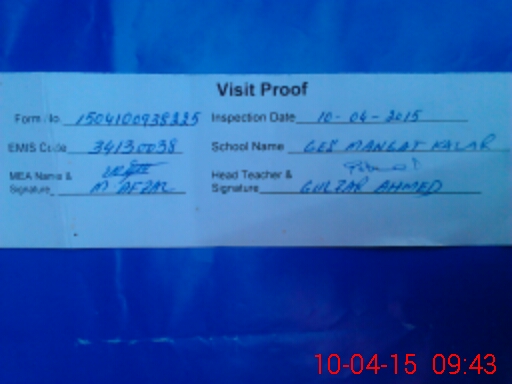 Visit Proof
Form No. 1504100938225 Inspection Date 10-04-2015
EMIS Code 34130038 School Name GES MANGAT KALAR
MEA Name & Signature M AFZAL Head Teacher & Signature GULZAR AHMED
10-04-15 09:43